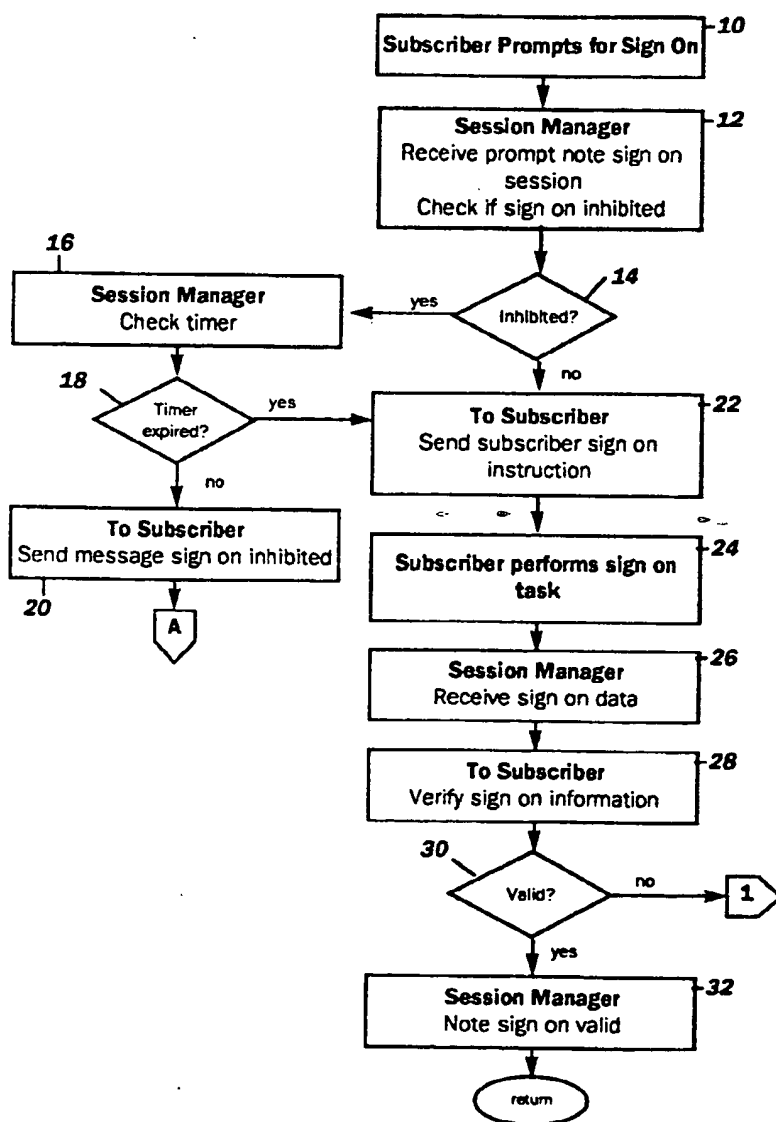 10
Subscriber Prompts for Sign On
12
Session Manager
Receive prompt note sign on
session
Check if sign on inhibited
16
Session Manager
Check timer
yes
14
Inhibited?
no
18
Timer
expired?
yes
22
To Subscriber
Send subscriber sign on
instruction
no
To Subscriber
Send message sign on inhibited
20
A
24
Subscriber performs sign on
task
26
Session Manager
Receive sign on data
28
To Subscriber
Verify sign on information
30
Valid?
no
1
yes
32
Session Manager
Note sign on valid
return